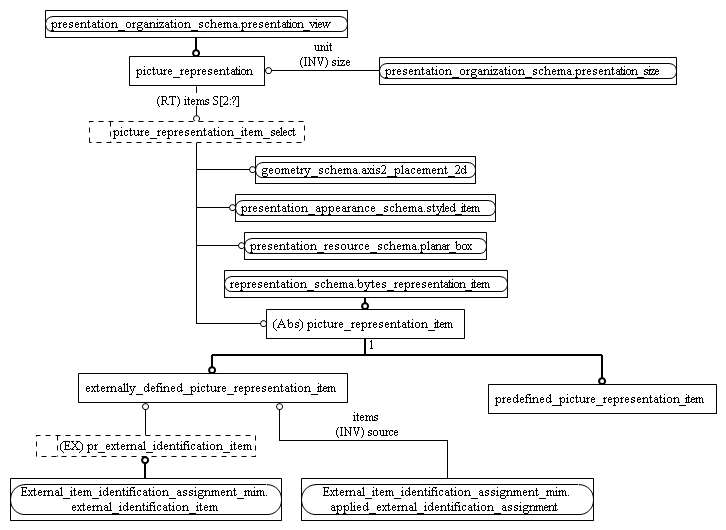 presentation_organization_schema.presentation_view
unit
(INV) size
picture_representation
presentation_organization_schema.presentation_size
(RT) items S[2:?]
picture_representation_item_select
geometry_schema.axis2_placement_2d
presentation_appearance_schema.styled_item
presentation_resource_schema.planar_box
representation_schema.bytes_representation_item
(Abs) picture_representation_item
1
externally_defined_picture_representation_item
predefined_picture_representation_item
items
(INV) source
(EX) pr_external_identification_item
External_item_identification_assignment_mim.
external_identification_item
External_item_identification_assignment_mim.
applied_external_identification_assignment